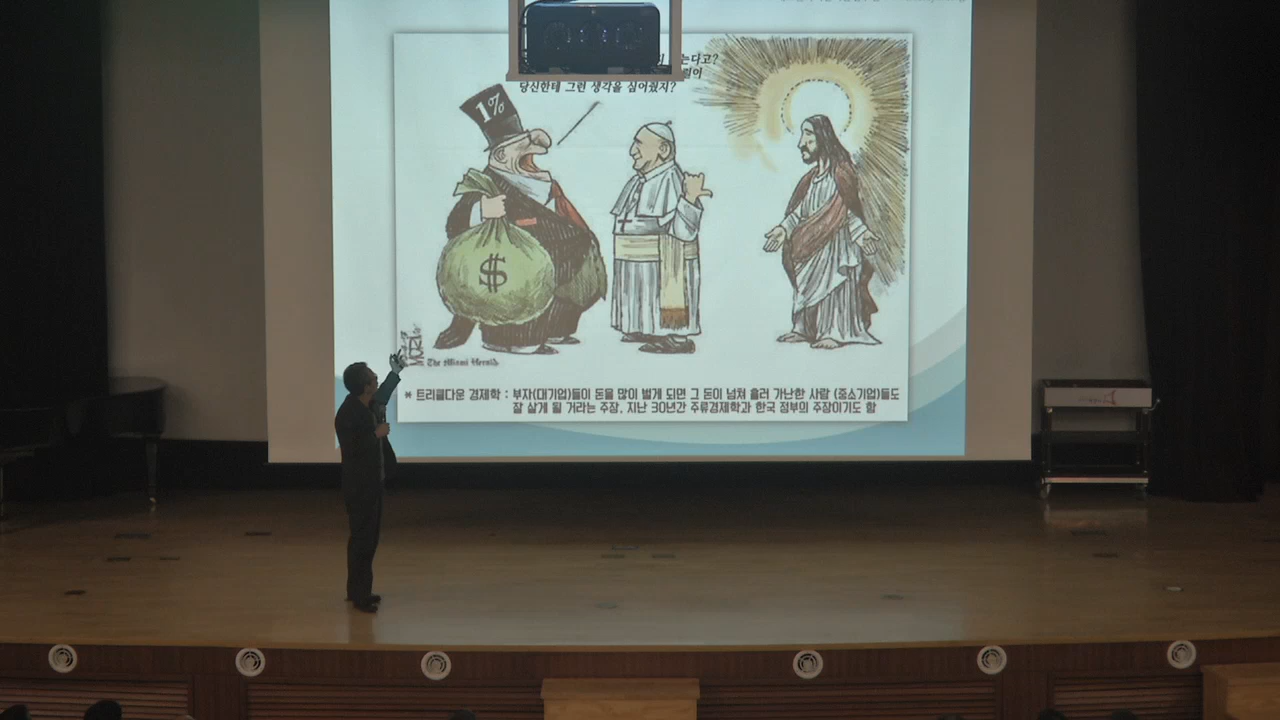 는다고?
당신한테 그런 생각을 심어줬지?
1%
$
The Miami Herald
* 트리클다운 경제학 : 부자(대기업)들이 돈을 많이 벌게 되면 그 돈이 넘쳐 흘러 가난한 사람 (중소기업)들도
잘 살게 될 거라는 주장, 지난 30년간 주류경제학과 한국 정부의 주장이기도 함